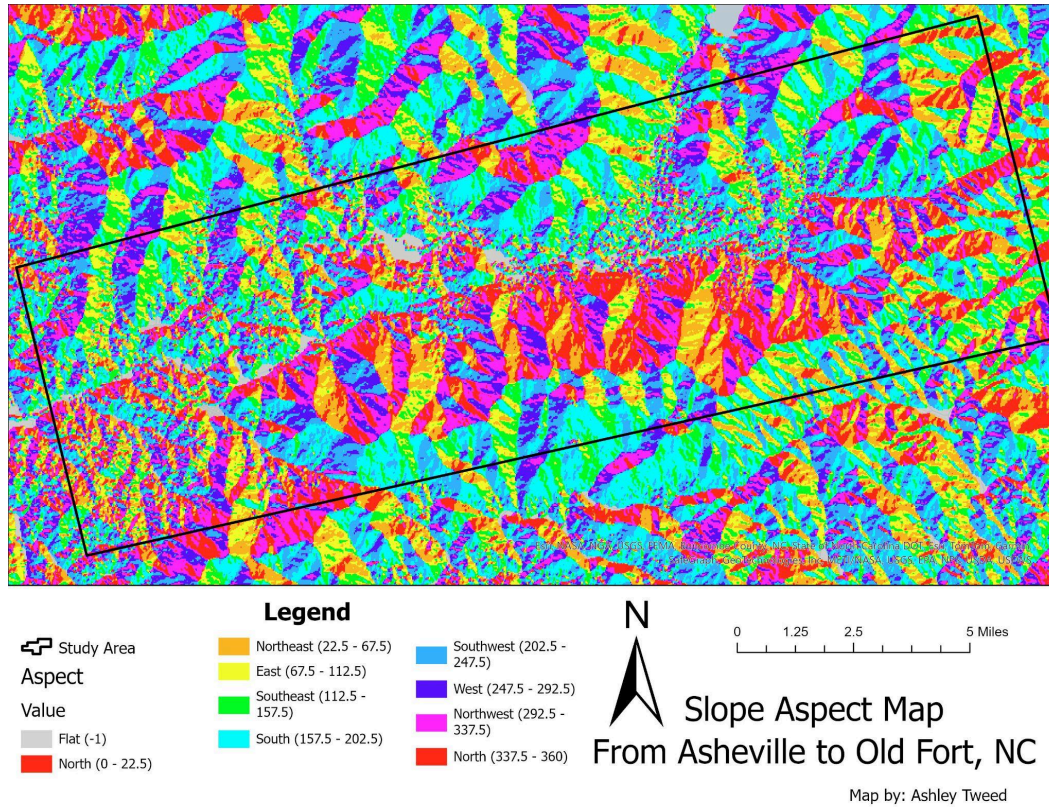 Legend
Study Area
Aspect
Value
Flat (-1)
North (0 - 22.5)
Northeast (22.5 - 67.5)
East (67.5 - 112.5)
Southeast (112.5 -
157.5)
South (157.5 - 202.5)
Southwest (202.5 -
247.5)
West (247.5 - 292.5)
Northwest (292.5 -
337.5)
North (337.5 - 360)
N
0 1.25 2.5 5 Miles
Slope Aspect Map
From Asheville to Old Fort, NC
Map by: Ashley Tweed